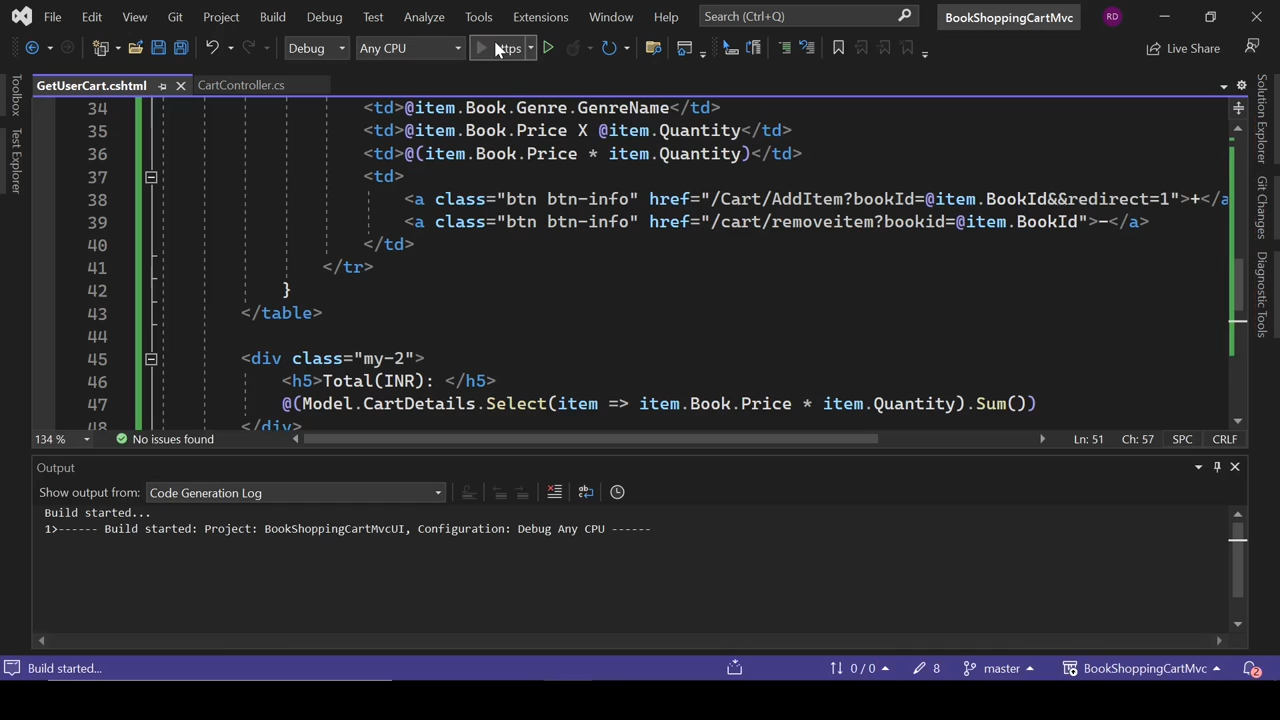 File Edit View Git Project Build Debug Test Analyze Tools Extensions Window Help Search (Ctrl+Q) BookShoppingCartMvc RD
Debug Any CPU Live Share
GetUserCart.cshtml CartController.cs
Toolbox
Test Explorer
34 <td>@item.Book.Genre.GenreName</td>
35 <td>@item.Book.Price X @item.Quantity</td>
36 <td>@(item.Book.Price * item.Quantity)</td>
37 <td>
38 <a class="btn btn-info" href="/Cart/AddItem?bookId=@item.BookId&&redirect=1">+</a
39 <a class="btn btn-info" href="/cart/removeitem?bookid=@item.BookId">-</a>
40 </td>
41 </tr>
42 }
43 </table>
44
45 <div class="my-2">
46 <h5>Total(INR): </h5>
47 @(Model.CartDetails.Select(item => item.Book.Price * item.Quantity).Sum())
48 </div>
Solution Explorer
Git Changes
Diagnostic Tools
134 % No issues found Ln: 51 Ch: 57 SPC CRLF
Output
Show output from: Code Generation Log
Build started...
1>------ Build started: Project: BookShoppingCartMvcUI, Configuration: Debug Any CPU ------
Build started... 0 / 0 8 master BookShoppingCartMvc 2